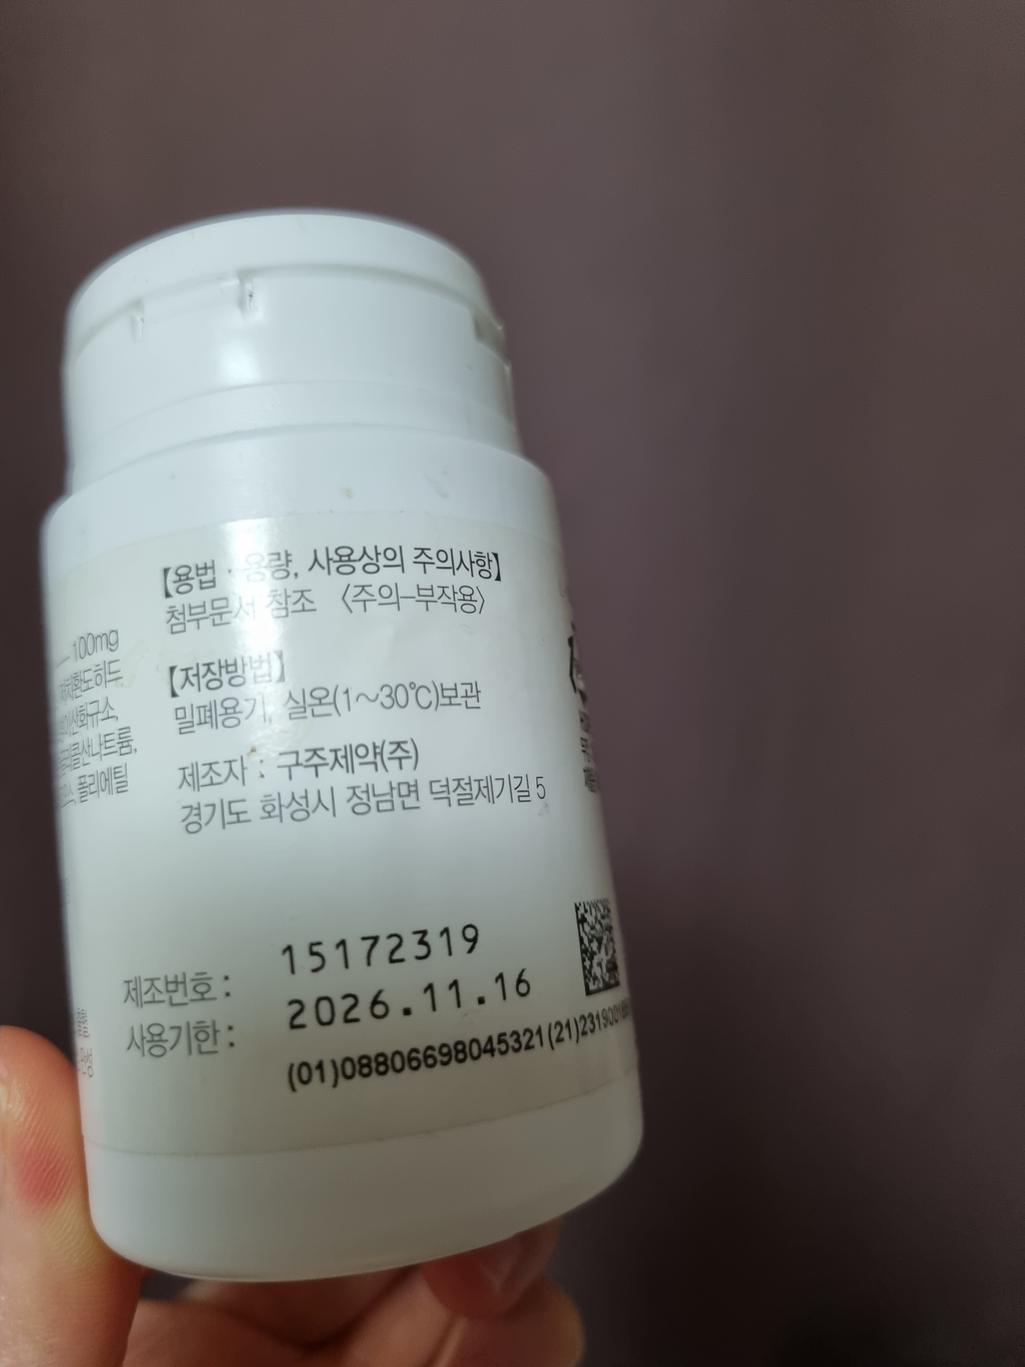 100mg
【용법·용량, 사용상의 주의사항】
첨부문서 참조 〈주의-부작용〉
【저장방법】
밀폐용기, 실온(1~30℃)보관
제조자 : 구주제약(주)
경기도 화성시 정남면 덕절제기길 5
제조번호 : 15172319
사용기한 : 2026.11.16
(01)08806698045321(21)
폴리에틸